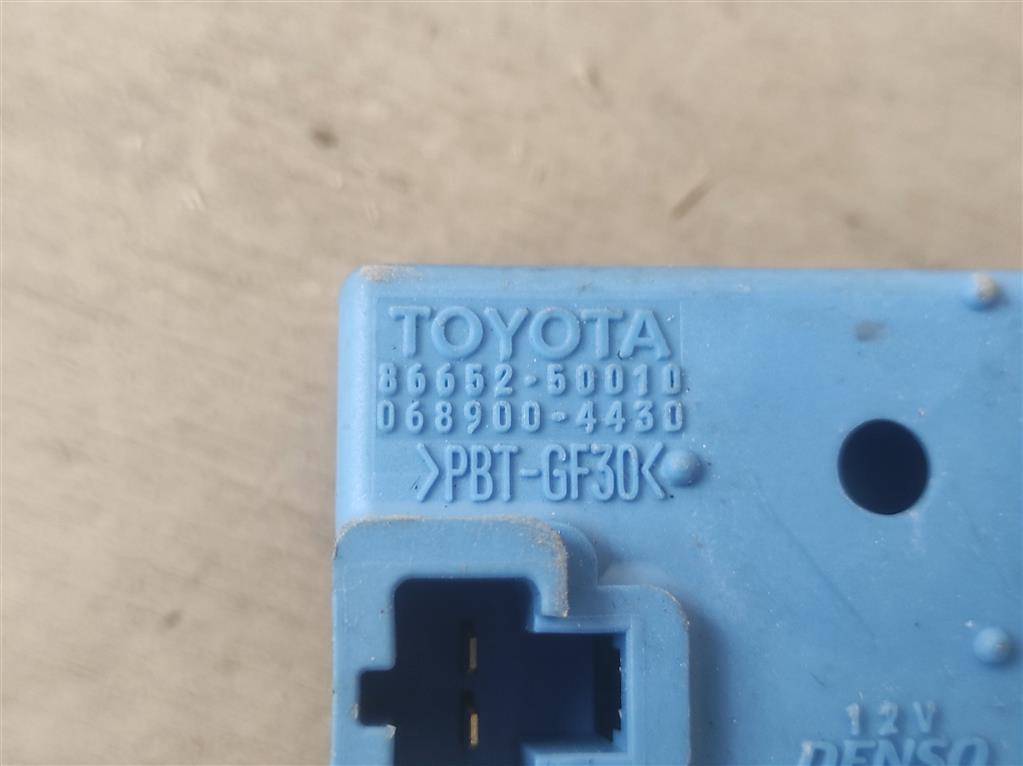 TOYOTA
86652-50010
068900-4430
>PBT-GF30<
12V
DENSO